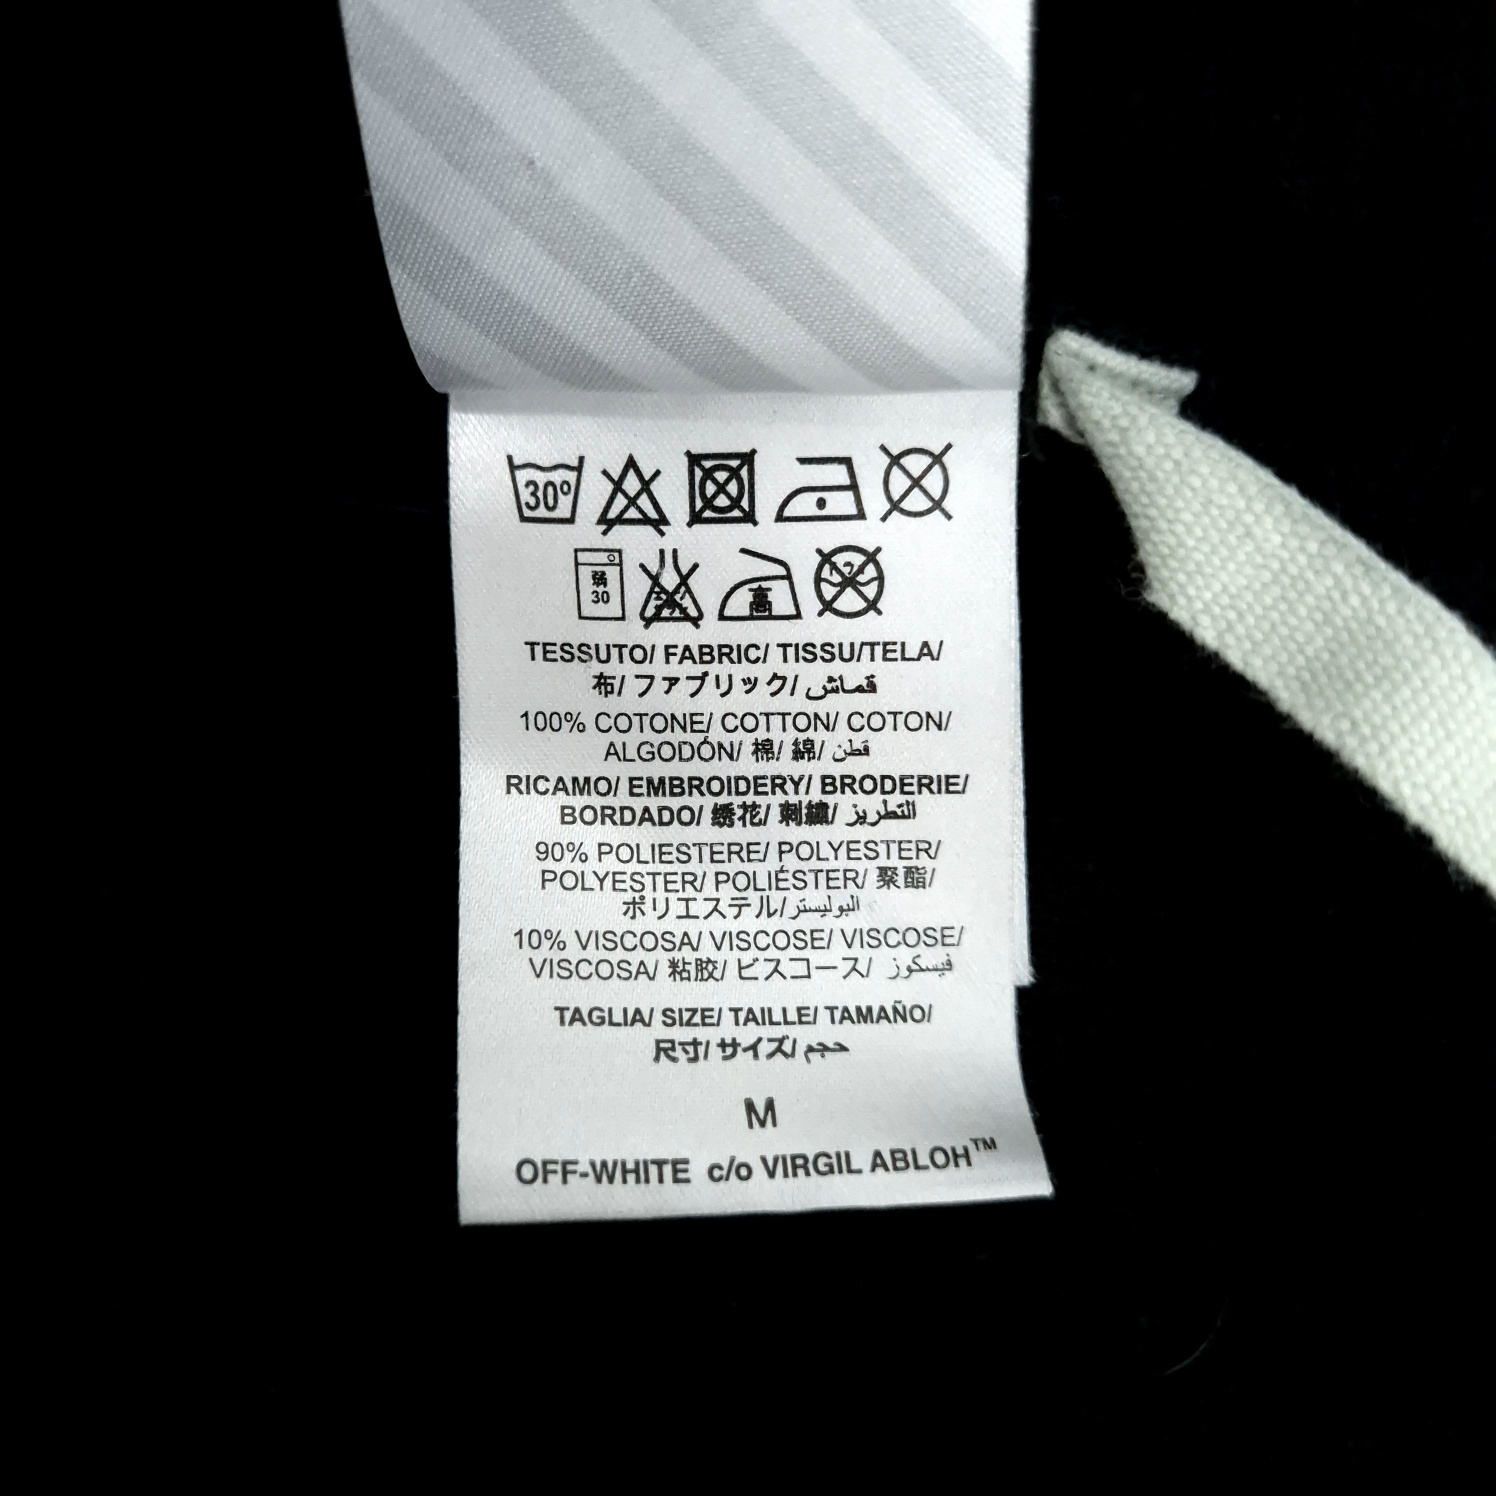 30°
弱
30
高
TESSUTO/ FABRIC/ TISSU/TELA/
布/ ファブリック/ قماش
100% COTONE/ COTTON/ COTON/
ALGODÓN/ 棉/ 綿/ قطن
RICAMO/ EMBROIDERY/ BRODERIE/
BORDADO/ 绣花/ 刺繍/ التطريز
90% POLIESTERE/ POLYESTER/
POLYESTER/ POLIÉSTER/ 聚酯/
ポリエステル/ البوليستر
10% VISCOSA/ VISCOSE/ VISCOSE/
VISCOSA/ 粘胶/ ビスコース/ فيسكوز
TAGLIA/ SIZE/ TAILLE/ TAMAÑO/
尺寸/ サイズ/ حجم
M
OFF-WHITE c/o VIRGIL ABLOH™